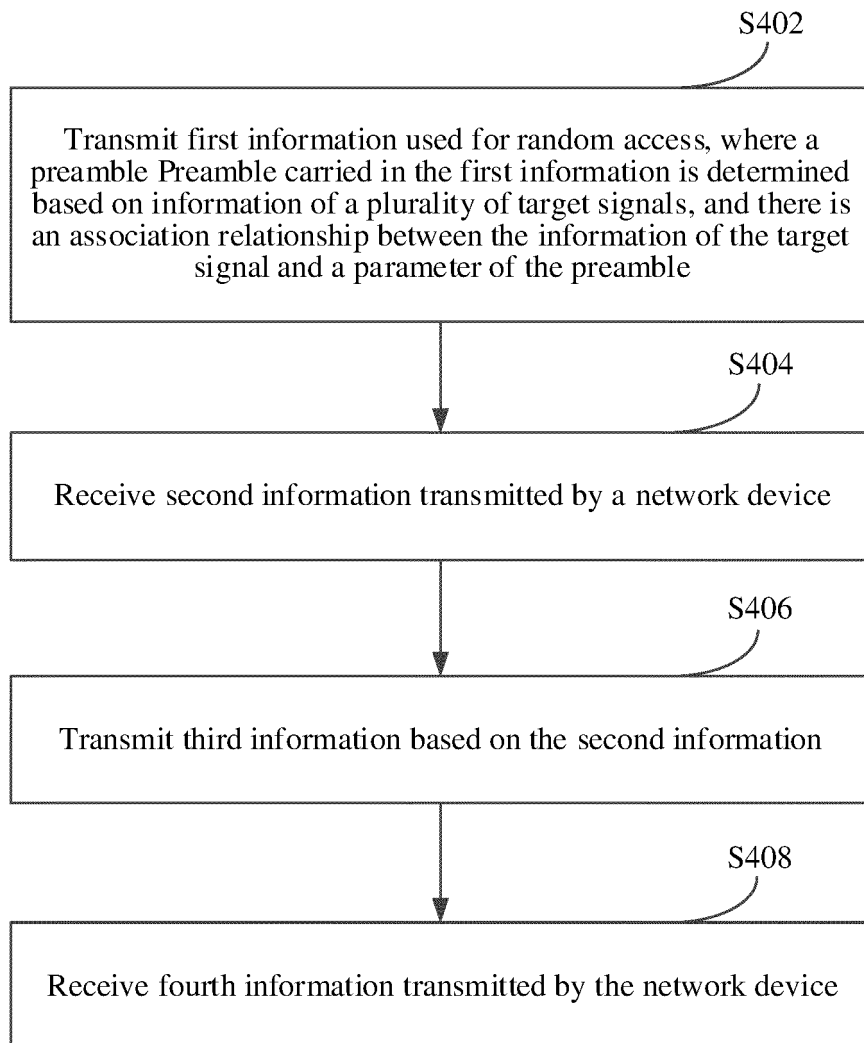 S402
Transmit first information used for random access, where a
preamble Preamble carried in the first information is determined
based on information of a plurality of target signals, and there is
an association relationship between the information of the target
signal and a parameter of the preamble
S404
Receive second information transmitted by a network device
S406
Transmit third information based on the second information
S408
Receive fourth information transmitted by the network device